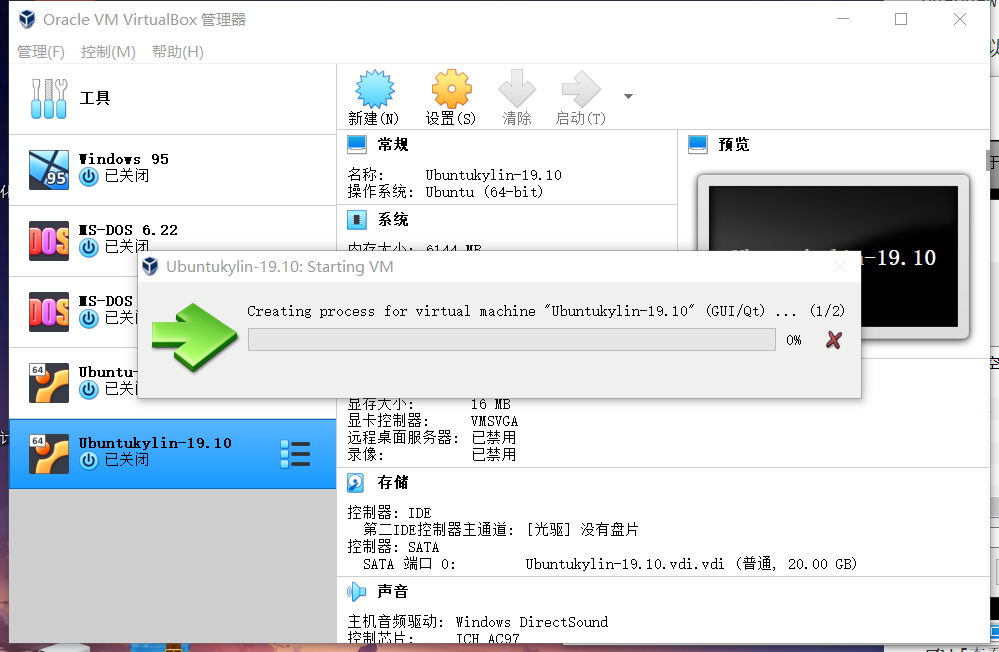 Oracle VM VirtualBox 管理器
管理(F) 控制(M) 帮助(H)
工具
新建(N) 设置(S) 清除 启动(T)
Windows 95
已关闭
MS-DOS 6.22
已关闭
MS-DOS
已关
Ubuntu-
已关
Ubuntukylin-19.10
已关闭
常规
名称: Ubuntukylin-19.10
操作系统: Ubuntu (64-bit)
系统
内存大小: 6144 MB
预览
-19.10
Ubuntukylin-19.10: Starting VM
Creating process for virtual machine "Ubuntukylin-19.10" (GUI/Qt) ... (1/2)
0%
显存大小: 16 MB
显卡控制器: VMSVGA
远程桌面服务器: 已禁用
录像: 已禁用
存储
控制器: IDE
第二IDE控制器主通道: [光驱] 没有盘片
控制器: SATA
SATA 端口 0: Ubuntukylin-19.10.vdi.vdi (普通, 20.00 GB)
声音
主机音频驱动: Windows DirectSound
控制芯片: ICH AC97
64
64
95
DOS
DOS